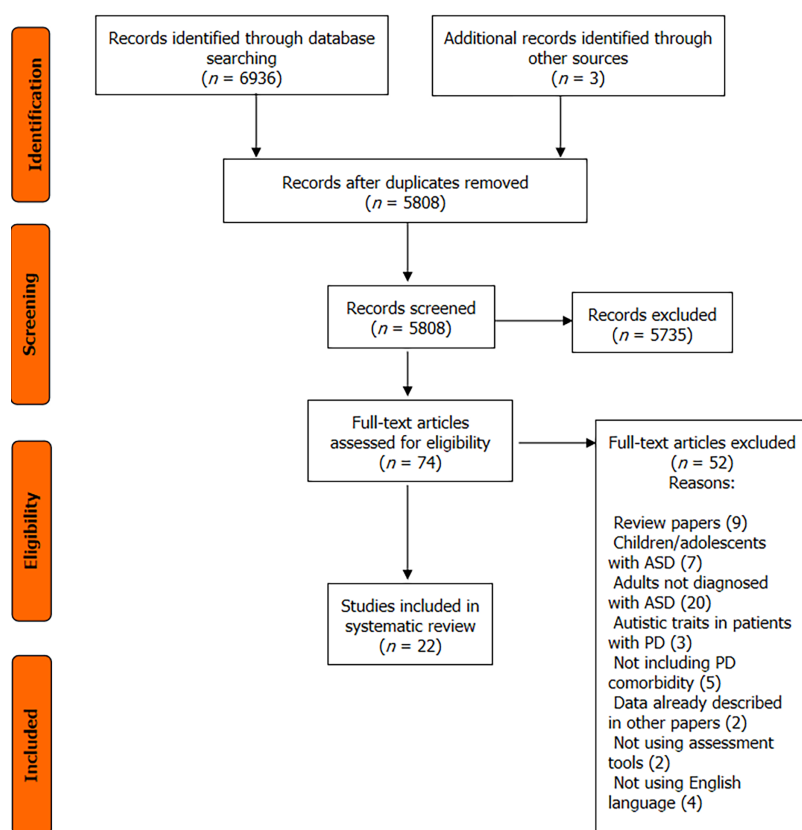 Identification
Records identified through database
searching
(n = 6936)
Additional records identified through
other sources
(n = 3)
Records after duplicates removed
(n = 5808)
Screening
Records screened
(n = 5808)
Records excluded
(n = 5735)
Eligibility
Full-text articles
assessed for eligibility
(n = 74)
Full-text articles excluded
(n = 52)
Reasons:
Review papers (9)
Children/adolescents
with ASD (7)
Adults not diagnosed
with ASD (20)
Autistic traits in patients
with PD (3)
Not including PD
comorbidity (5)
Data already described
in other papers (2)
Not using assessment
tools (2)
Not using English
language (4)
Studies included in
systematic review
(n = 22)
Included